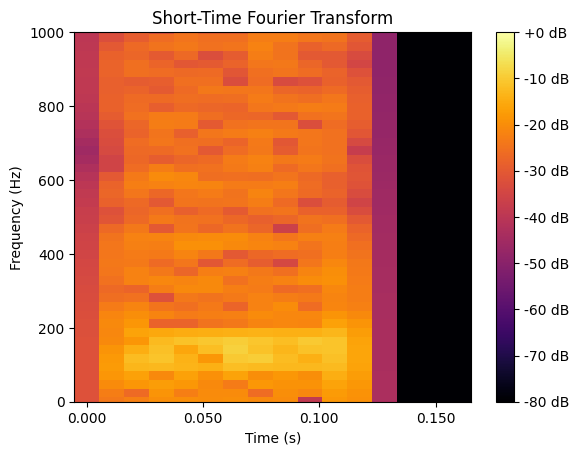 Short-Time Fourier Transform
1000
800
600
400
200
0
Frequency (Hz)
0.000
0.050
0.100
0.150
Time (s)
+0 dB
-10 dB
-20 dB
-30 dB
-40 dB
-50 dB
-60 dB
-70 dB
-80 dB